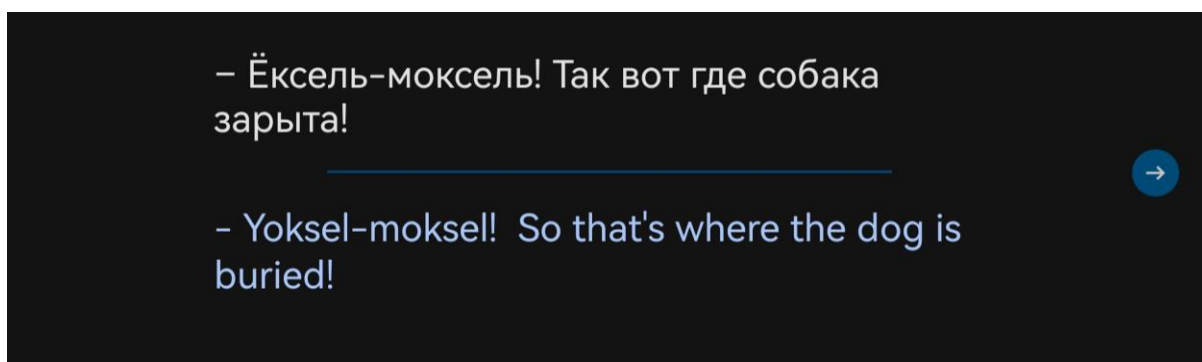 – Ёксель-моксель! Так вот где собака
зарыта!
- Yoksel-moksel!  So that's where the dog is
buried!